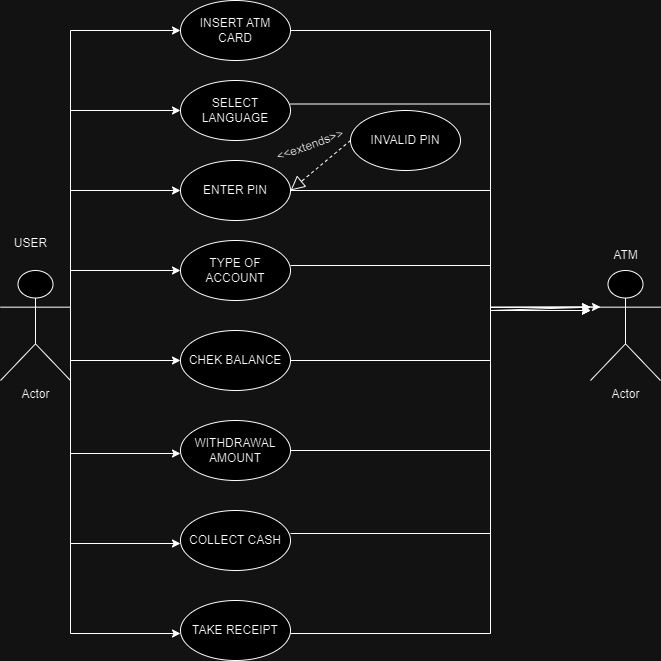 INSERT ATM
CARD
SELECT
LANGUAGE
<<extends>>
INVALID PIN
ENTER PIN
USER
TYPE OF
ACCOUNT
ATM
CHEK BALANCE
Actor
Actor
WITHDRAWAL
AMOUNT
COLLECT CASH
TAKE RECEIPT